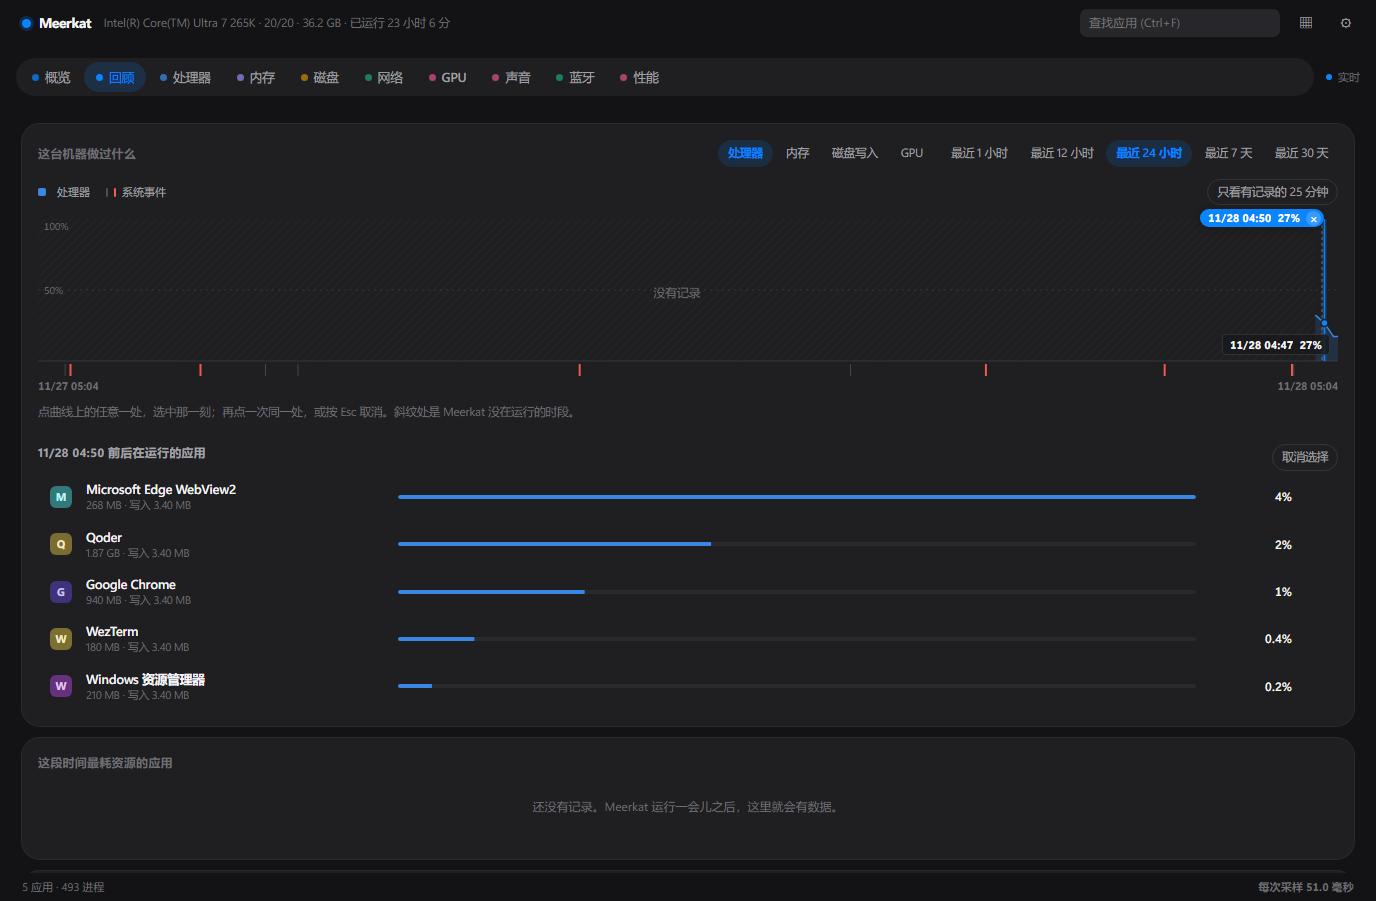 Meerkat Intel(R) Core(TM) Ultra 7 265K · 20/20 · 36.2 GB · 已运行 23 小时 6 分 查找应用 (Ctrl+F)
概览 回顾 处理器 内存 磁盘 网络 GPU 声音 蓝牙 性能 实时
这台机器做过什么 处理器 内存 磁盘写入 GPU 最近 1 小时 最近 12 小时 最近 24 小时 最近 7 天 最近 30 天
处理器 系统事件 只看有记录的 25 分钟
11/28 04:50 27% ×
100%
50%
没有记录
11/28 04:47 27%
11/27 05:04 11/28 05:04
点曲线上的任意一处，选中那一刻；再点一次同一处，或按 Esc 取消。斜纹处是 Meerkat 没在运行的时段。
11/28 04:50 前后在运行的应用 取消选择
M Microsoft Edge WebView2 4%
268 MB · 写入 3.40 MB
Q Qoder 2%
1.87 GB · 写入 3.40 MB
G Google Chrome 1%
940 MB · 写入 3.40 MB
W WezTerm 0.4%
180 MB · 写入 3.40 MB
W Windows 资源管理器 0.2%
210 MB · 写入 3.40 MB
这段时间最耗资源的应用
还没有记录。Meerkat 运行一会儿之后，这里就会有数据。
5 应用 · 493 进程 每次采样 51.0 毫秒